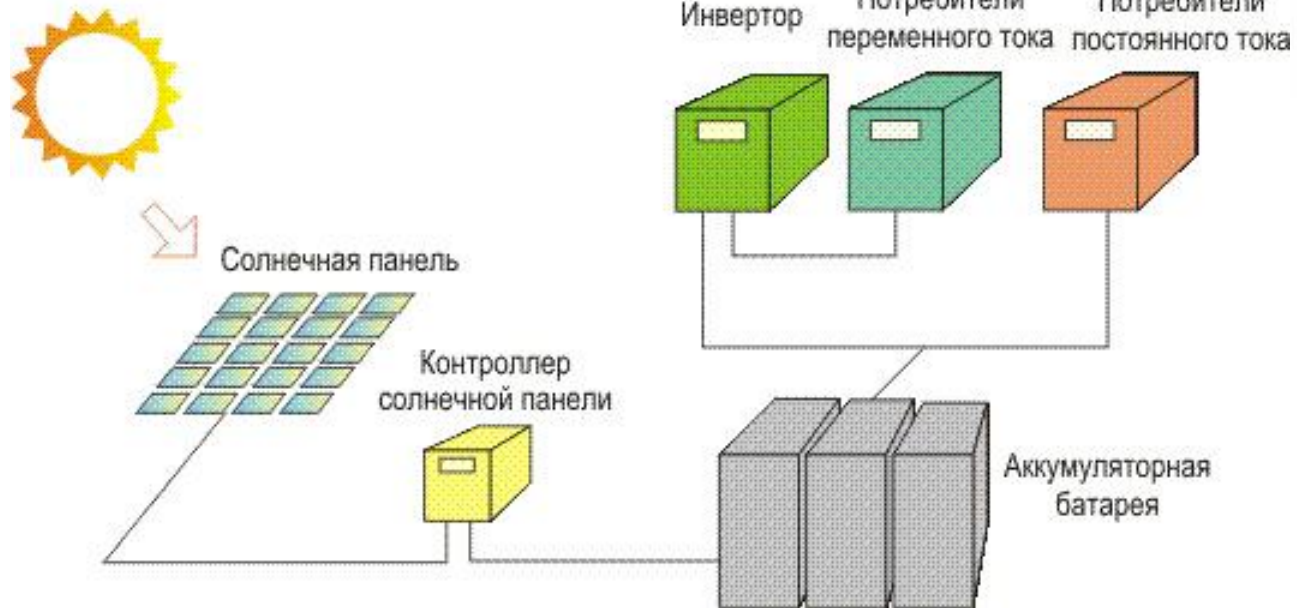 Инвертор
Потребители
переменного тока
Потребители
постоянного тока
Солнечная панель
Контроллер
солнечной панели
Аккумуляторная
батарея